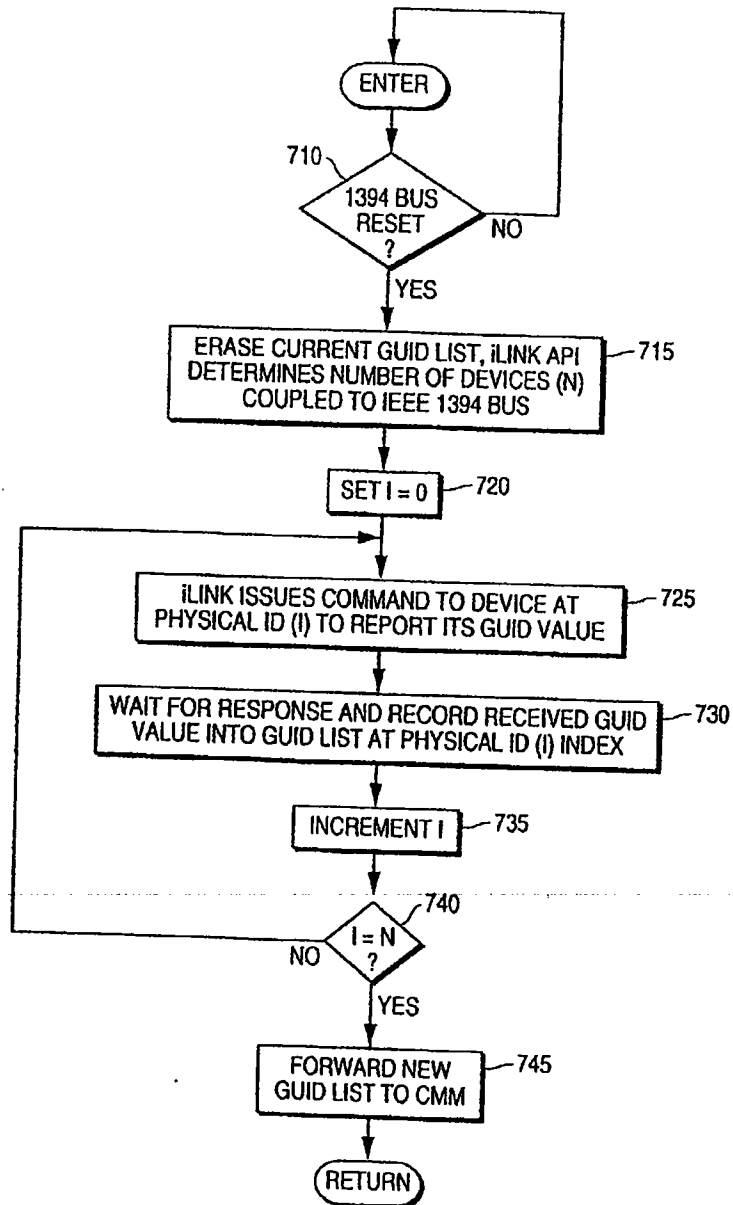 ENTER
710
1394 BUS
RESET
?
NO
YES
ERASE CURRENT GUID LIST, iLINK API
DETERMINES NUMBER OF DEVICES (N)
COUPLED TO IEEE 1394 BUS
715
SET I = 0
720
iLINK ISSUES COMMAND TO DEVICE AT
PHYSICAL ID (I) TO REPORT ITS GUID VALUE
725
WAIT FOR RESPONSE AND RECORD RECEIVED GUID
VALUE INTO GUID LIST AT PHYSICAL ID (I) INDEX
730
INCREMENT I
735
740
I = N
?
NO
YES
FORWARD NEW
GUID LIST TO CMM
745
RETURN